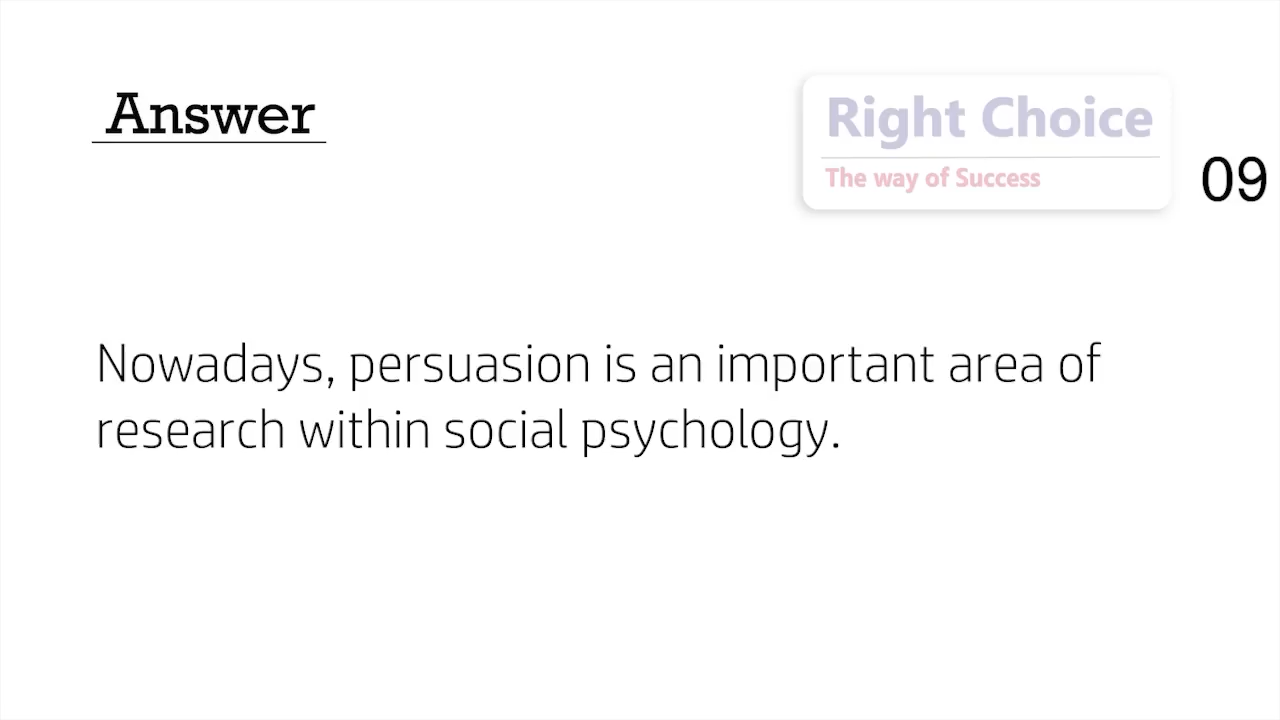 Answer
Right Choice
The way of Success
09
Nowadays, persuasion is an important area of
research within social psychology.